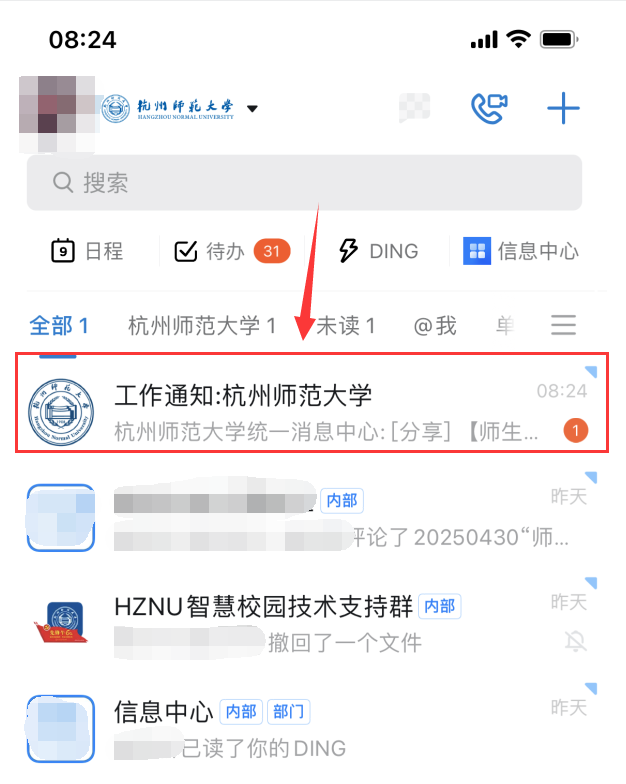 08:24
杭州师范大学
HANGZHOU NORMAL UNIVERSITY
搜索
9 日程 待办 31 DING 信息中心
全部 1 杭州师范大学 1 未读 1 @我 单
工作通知:杭州师范大学 08:24
杭州师范大学统一消息中心: [分享] 【师生... 1
内部 昨天
评论了 20250430“师...
HZNU智慧校园技术支持群 内部 昨天
撤回了一个文件
信息中心 内部 部门 昨天
已读了你的DING